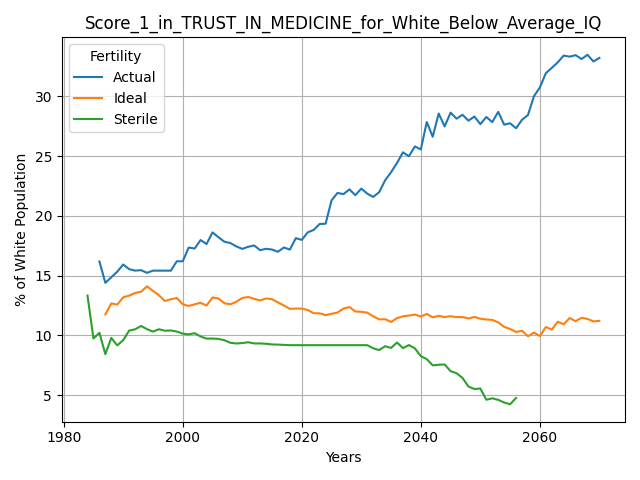 Score_1_in_TRUST_IN_MEDICINE_for_White_Below_Average_IQ
Fertility
Actual
Ideal
Sterile
% of White Population
30
25
20
15
10
5
1980 2000 2020 2040 2060
Years